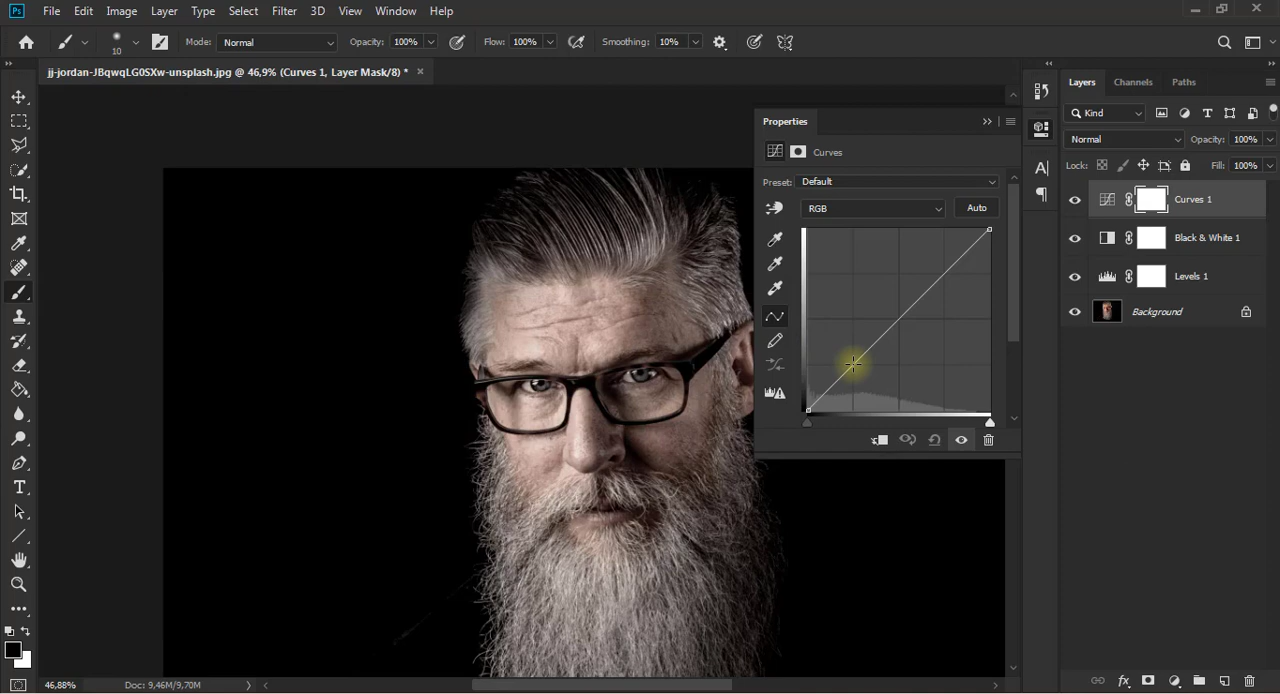 Ps File Edit Image Layer Type Select Filter 3D View Window Help
10 Mode: Normal Opacity: 100% Flow: 100% Smoothing: 10%
jj-jordan-JBqwqLG0SXw-unsplash.jpg @ 46,9% (Curves 1, Layer Mask/8) * ×
Properties
Curves
Preset: Default
RGB Auto
Layers Channels Paths
Kind
Normal Opacity: 100%
Lock: Fill: 100%
Curves 1
Black & White 1
Levels 1
Background
46,88% Doc: 9,46M/9,70M